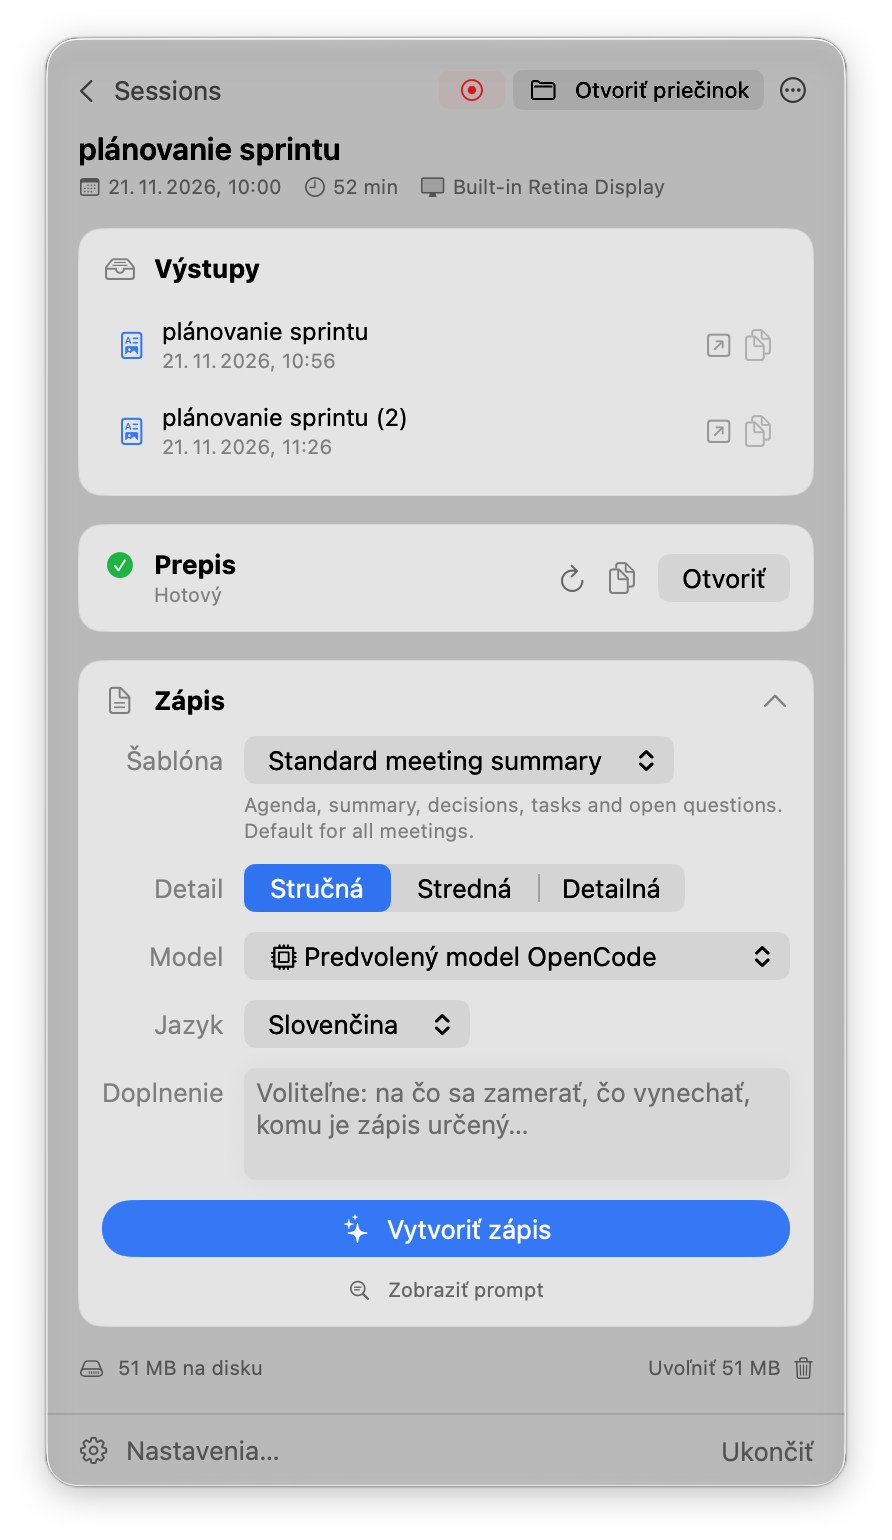 Sessions
Otvoriť priečinok
plánovanie sprintu
21. 11. 2026, 10:00 52 min Built-in Retina Display
Výstupy
plánovanie sprintu
21. 11. 2026, 10:56
plánovanie sprintu (2)
21. 11. 2026, 11:26
Prepis
Hotový
Otvoriť
Zápis
Šablóna Standard meeting summary
Agenda, summary, decisions, tasks and open questions.
Default for all meetings.
Detail Stručná Stredná Detailná
Model Predvolený model OpenCode
Jazyk Slovenčina
Doplnenie Voliteľne: na čo sa zamerať, čo vynechať,
komu je zápis určený...
Vytvoriť zápis
Zobraziť prompt
51 MB na disku Uvoľniť 51 MB
Nastavenia... Ukončiť